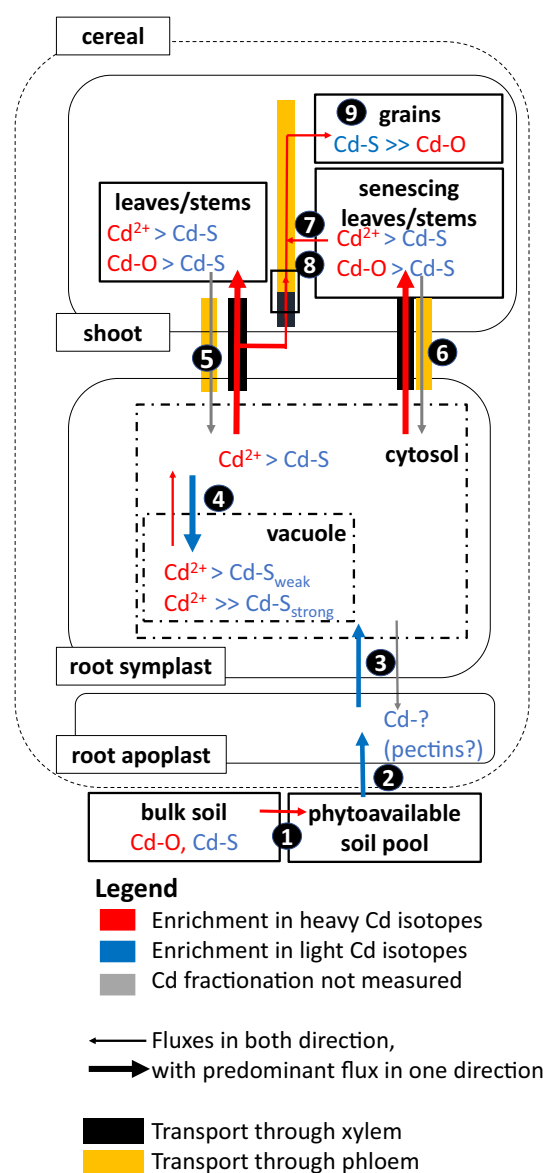 cereal
9 grains
Cd-S >> Cd-O
leaves/stems
Cd²⁺ > Cd-S
Cd-O > Cd-S
senescing
leaves/stems
7 Cd²⁺ > Cd-S
8 Cd-O > Cd-S
shoot
5
6
cytosol
Cd²⁺ > Cd-S
4
vacuole
Cd²⁺ > Cd-Sweak
Cd²⁺ >> Cd-Sstrong
3
root symplast
Cd-?
(pectins?)
root apoplast
2
bulk soil
Cd-O, Cd-S
1
phytoavailable
soil pool
Legend
Enrichment in heavy Cd isotopes
Enrichment in light Cd isotopes
Cd fractionation not measured
Fluxes in both direction,
with predominant flux in one direction
Transport through xylem
Transport through phloem